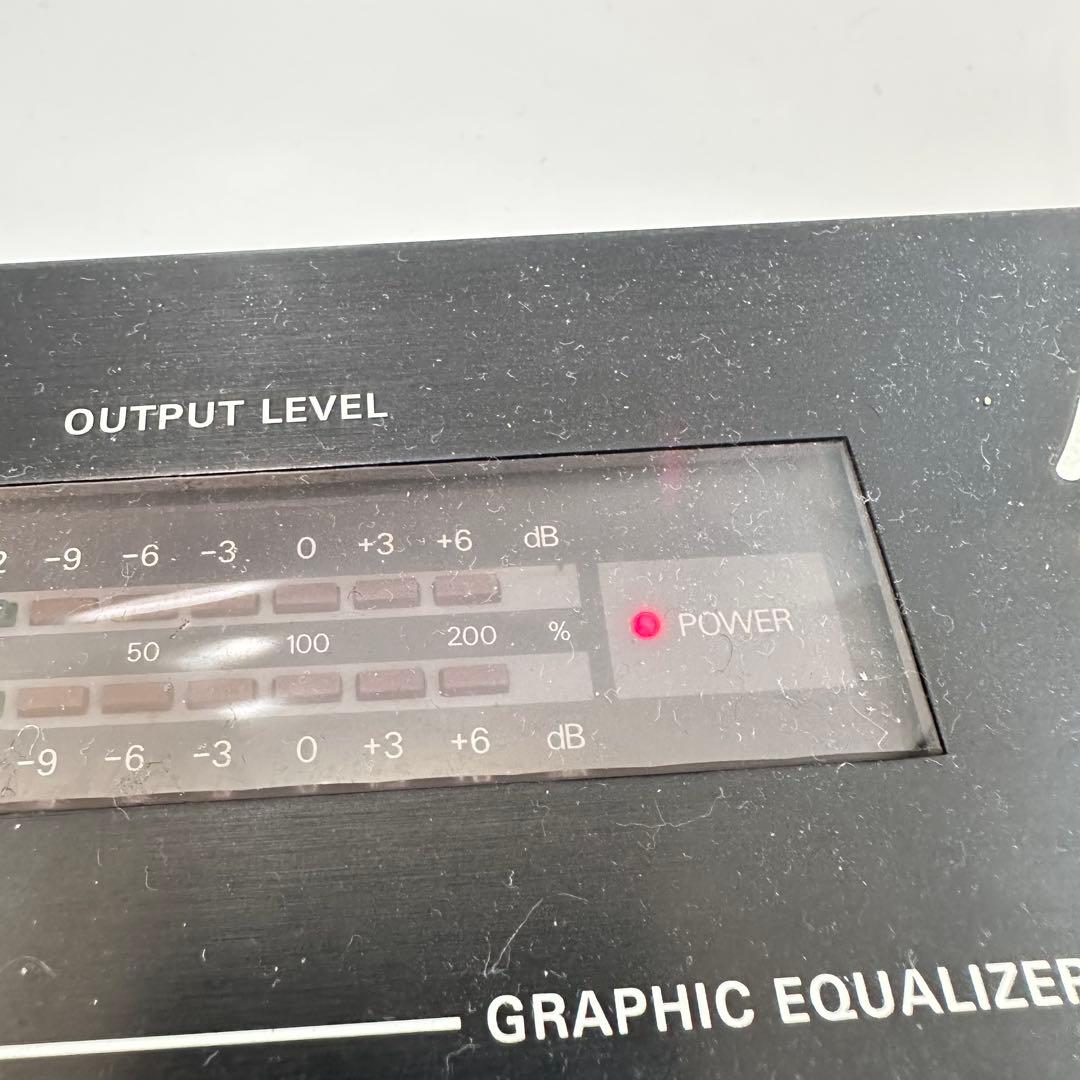 OUTPUT LEVEL
-9 -6 -3 0 +3 +6 dB
50 100 200 %
POWER
-9 -6 -3 0 +3 +6 dB
GRAPHIC EQUALIZER